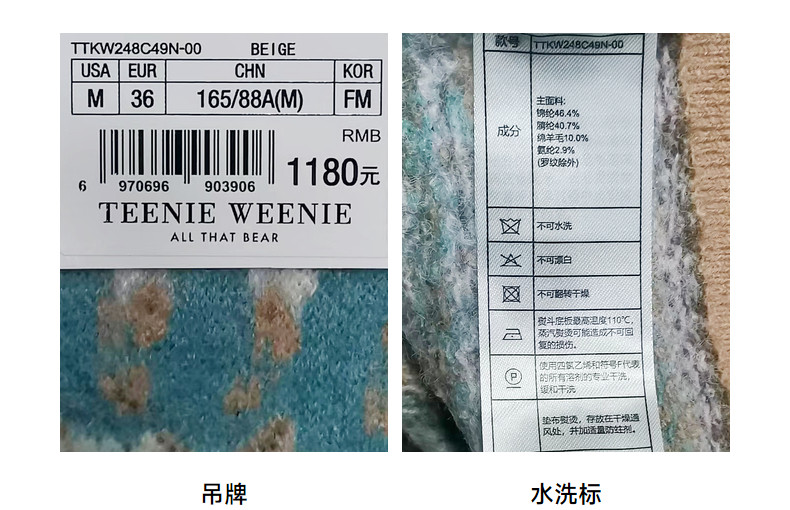 TTKW248C49N-00 BEIGE
USA EUR CHN KOR
M 36 165/88A(M) FM
RMB
1180元
6 970696 903906
TEENIE WEENIE
ALL THAT BEAR
款号 TTKW248C49N-00
成分
主面料:
锦纶46.4%
腈纶40.7%
绵羊毛10.0%
氨纶2.9%
(罗纹除外)
不可水洗
不可漂白
不可翻转干燥
熨斗底板最高温度110℃,
蒸汽熨烫可能造成不可回
复的损伤。
P
使用四氯乙烯和符号F代表
的所有溶剂的专业干洗,
缓和干洗
垫布熨烫, 存放在干燥通
风处, 并加适量防蛀剂。
吊牌
水洗标